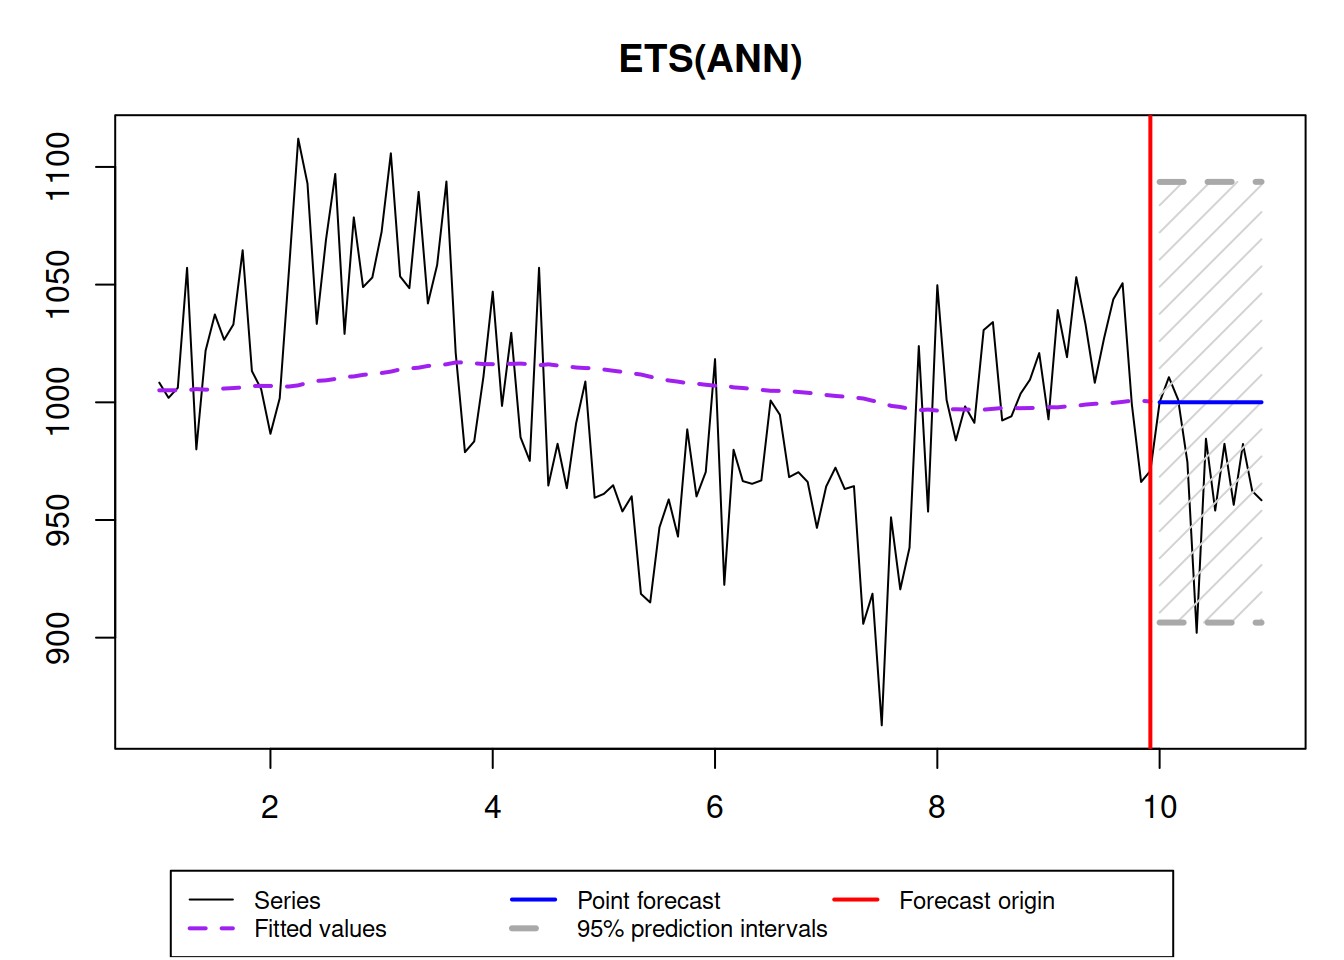 ETS(ANN)
1100
1050
1000
950
900
2 4 6 8 10
Series Point forecast Forecast origin
Fitted values 95% prediction intervals